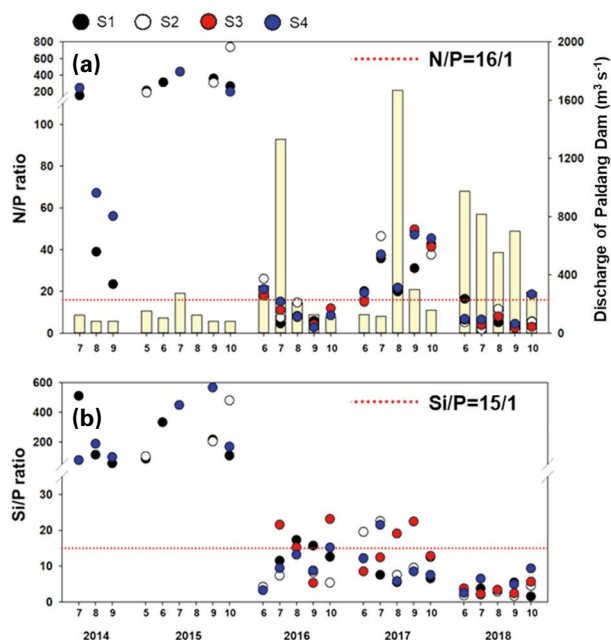 S1 S2 S3 S4
(a)
N/P=16/1
800
600
400
200
100
80
60
40
20
0
N/P ratio
2000
1600
1200
800
400
0
Discharge of Paldang Dam (m³ s⁻¹)
7 8 9 5 6 7 8 9 10 6 7 8 9 10 6 7 8 9 10 6 7 8 9 10
(b)
Si/P=15/1
600
400
200
30
20
10
0
Si/P ratio
7 8 9 5 6 7 8 9 10 6 7 8 9 10 6 7 8 9 10 6 7 8 9 10
2014 2015 2016 2017 2018